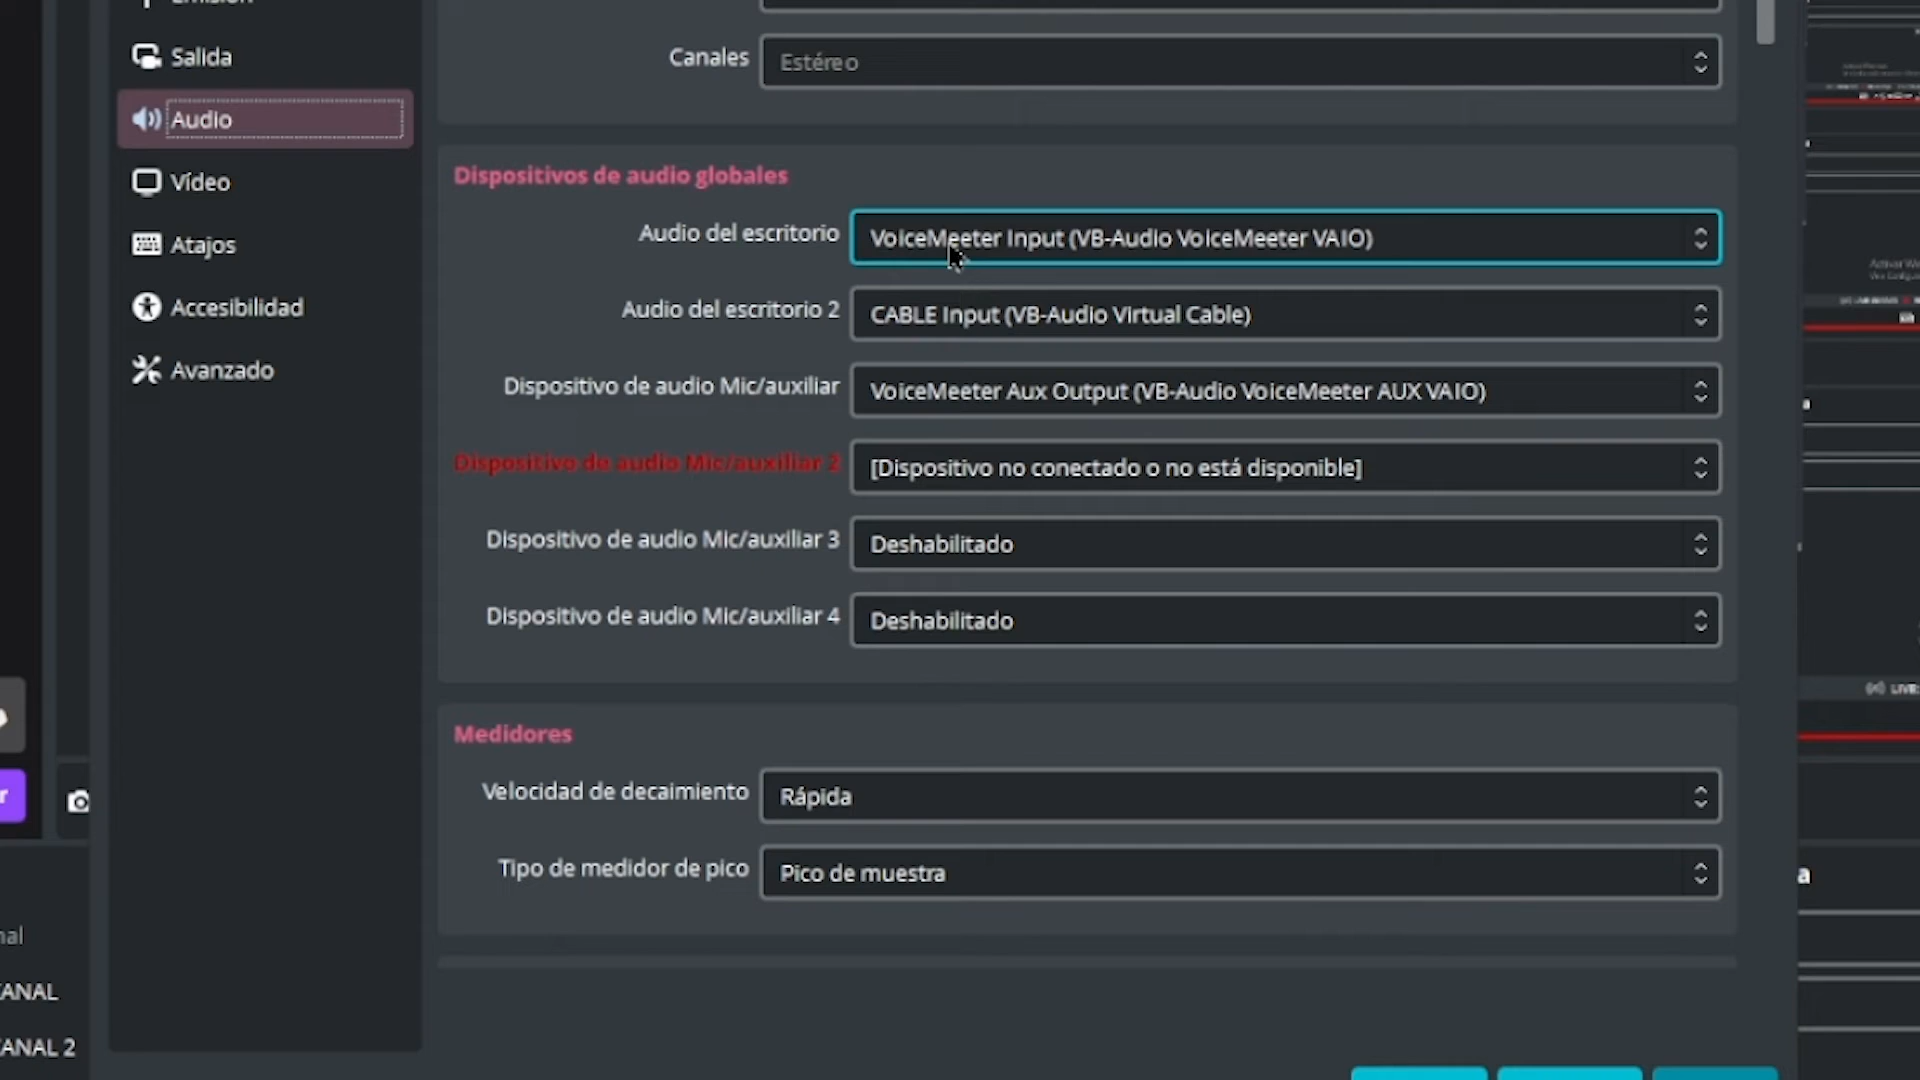 Salida
Audio
Vídeo
Atajos
Accesibilidad
Avanzado
Canales
Estéreo
Dispositivos de audio globales
Audio del escritorio
VoiceMeeter Input (VB-Audio VoiceMeeter VAIO)
Audio del escritorio 2
CABLE Input (VB-Audio Virtual Cable)
Dispositivo de audio Mic/auxiliar
VoiceMeeter Aux Output (VB-Audio VoiceMeeter AUX VAIO)
Dispositivo de audio Mic/auxiliar 2
[Dispositivo no conectado o no está disponible]
Dispositivo de audio Mic/auxiliar 3
Deshabilitado
Dispositivo de audio Mic/auxiliar 4
Deshabilitado
Medidores
Velocidad de decaimiento
Rápida
Tipo de medidor de pico
Pico de muestra
nal
ANAL
ANAL 2
LIVE: